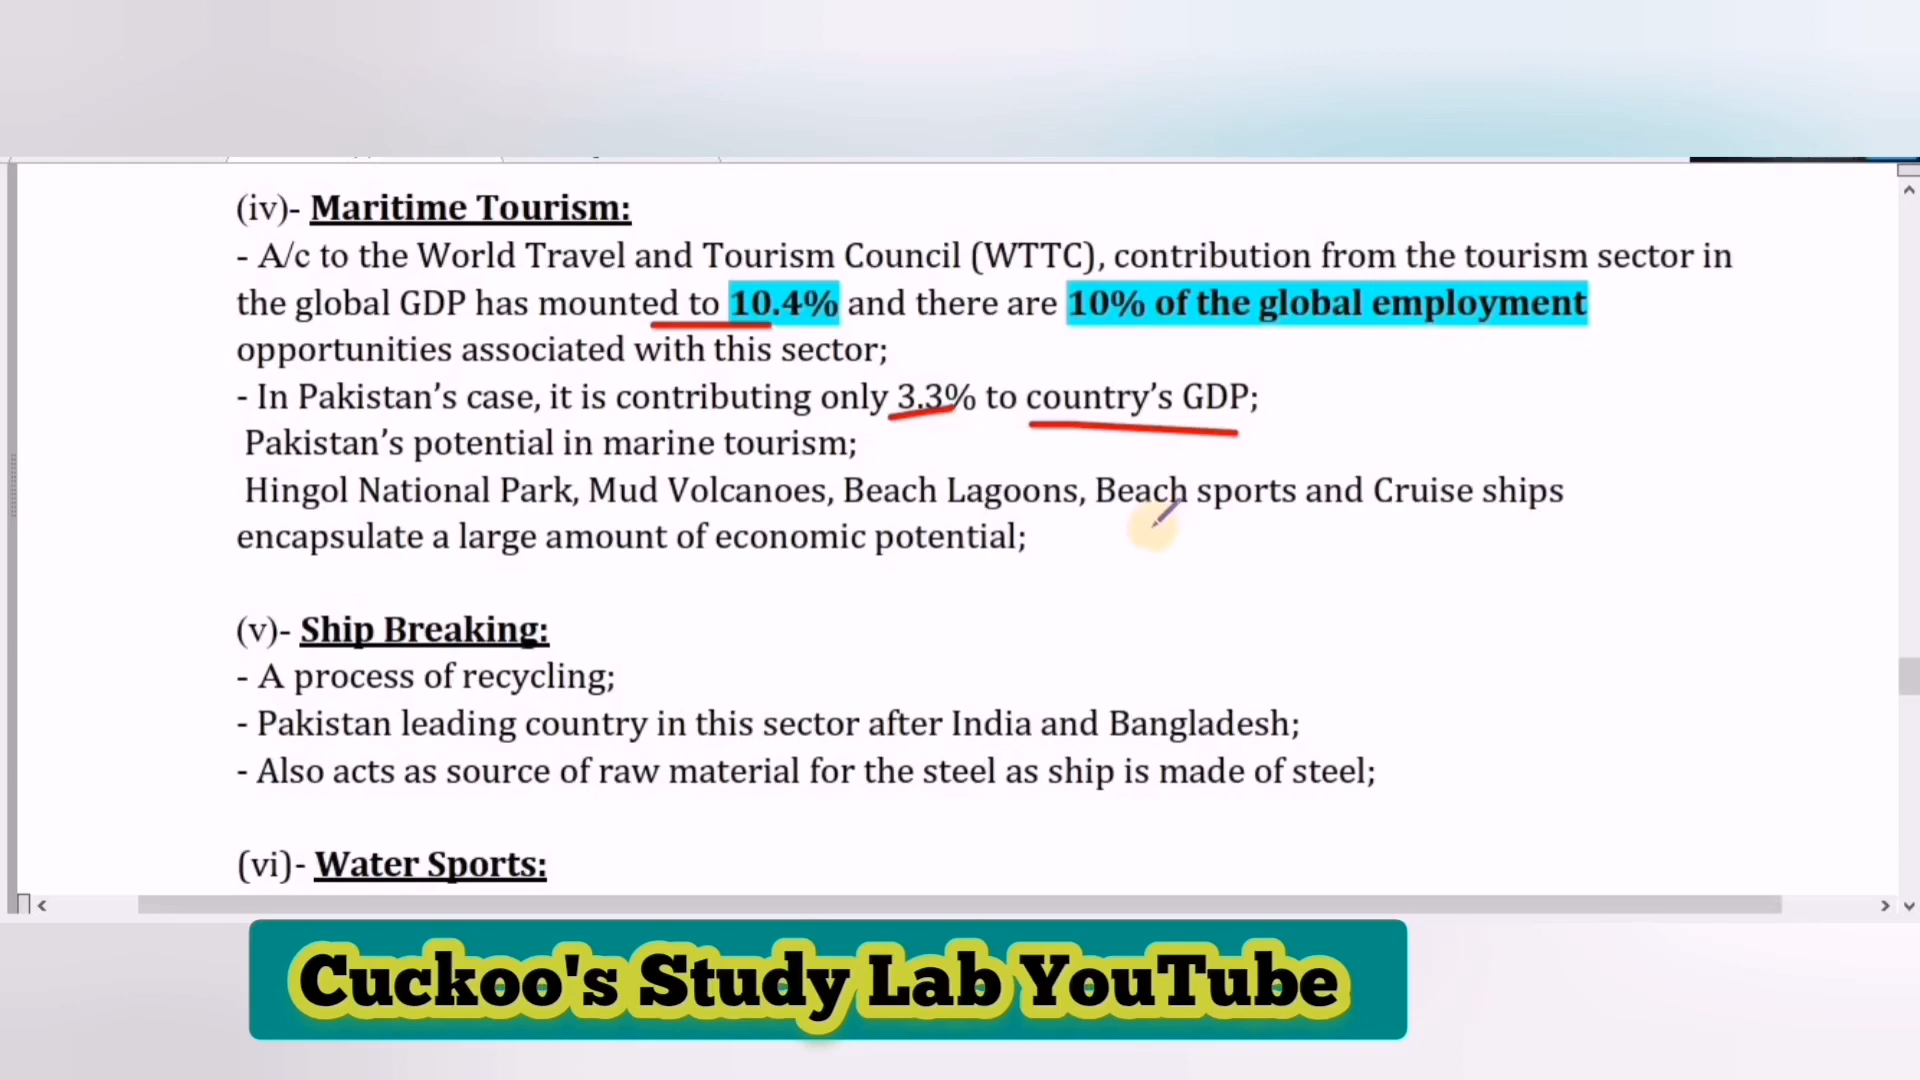 (iv)- Maritime Tourism:
- A/c to the World Travel and Tourism Council (WTTC), contribution from the tourism sector in
the global GDP has mounted to 10.4% and there are 10% of the global employment
opportunities associated with this sector;
- In Pakistan's case, it is contributing only 3.3% to country's GDP;
Pakistan's potential in marine tourism;
Hingol National Park, Mud Volcanoes, Beach Lagoons, Beach sports and Cruise ships
encapsulate a large amount of economic potential;
(v)- Ship Breaking:
- A process of recycling;
- Pakistan leading country in this sector after India and Bangladesh;
- Also acts as source of raw material for the steel as ship is made of steel;
(vi)- Water Sports:
Cuckoo's Study Lab YouTube